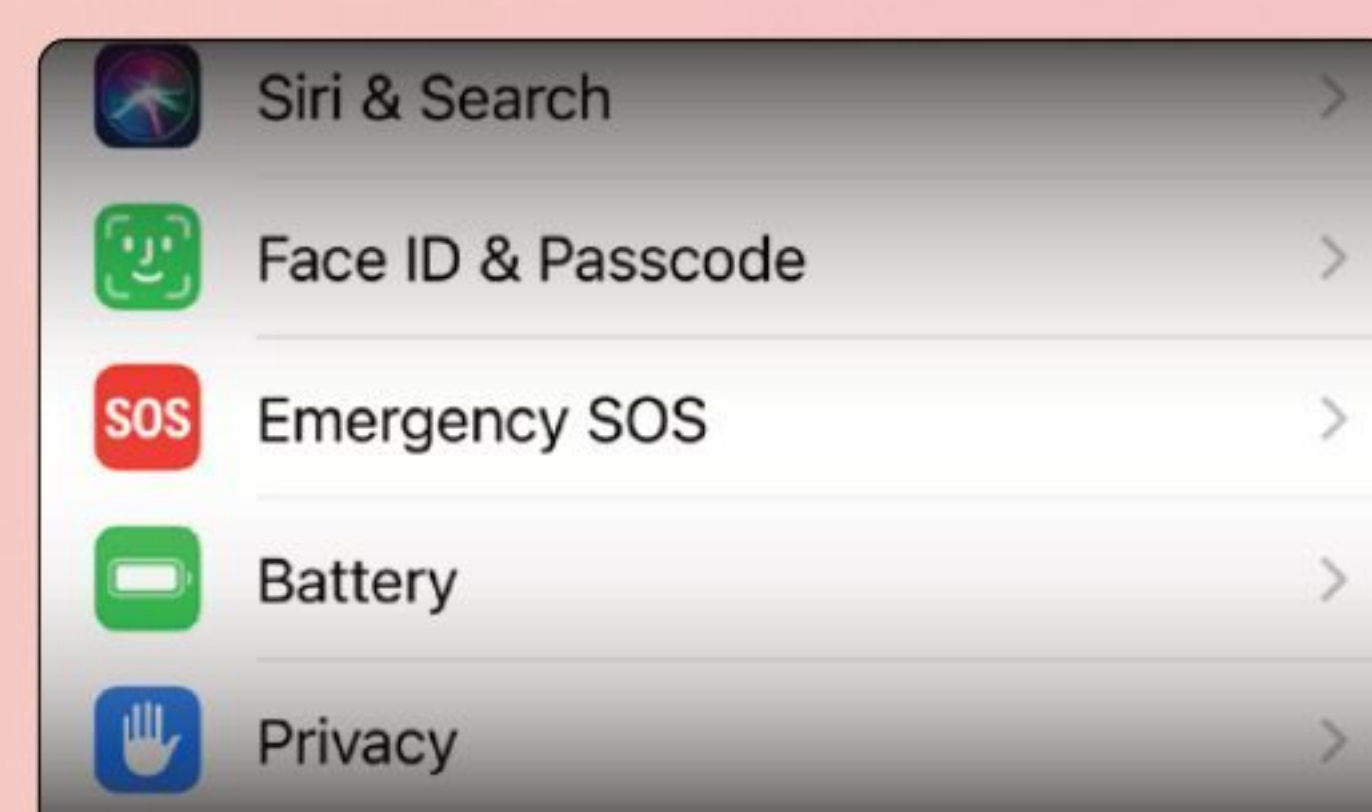 Siri & Search
Face ID & Passcode
SOS Emergency SOS
Battery
Privacy